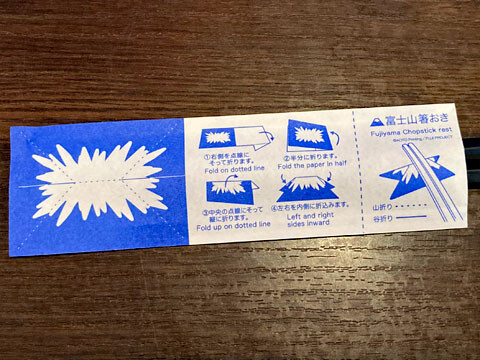 ①右側を点線に
そって折ります。
Fold on dotted line
②半分に折ります。
Fold the paper in half
③中央の点線にそって
縦に折ります。
Fold up on dotted line
④左右を内側に折込みます。
Left and right
sides inward
富士山箸おき
Fujiyama Chopstick rest
山折り
谷折り